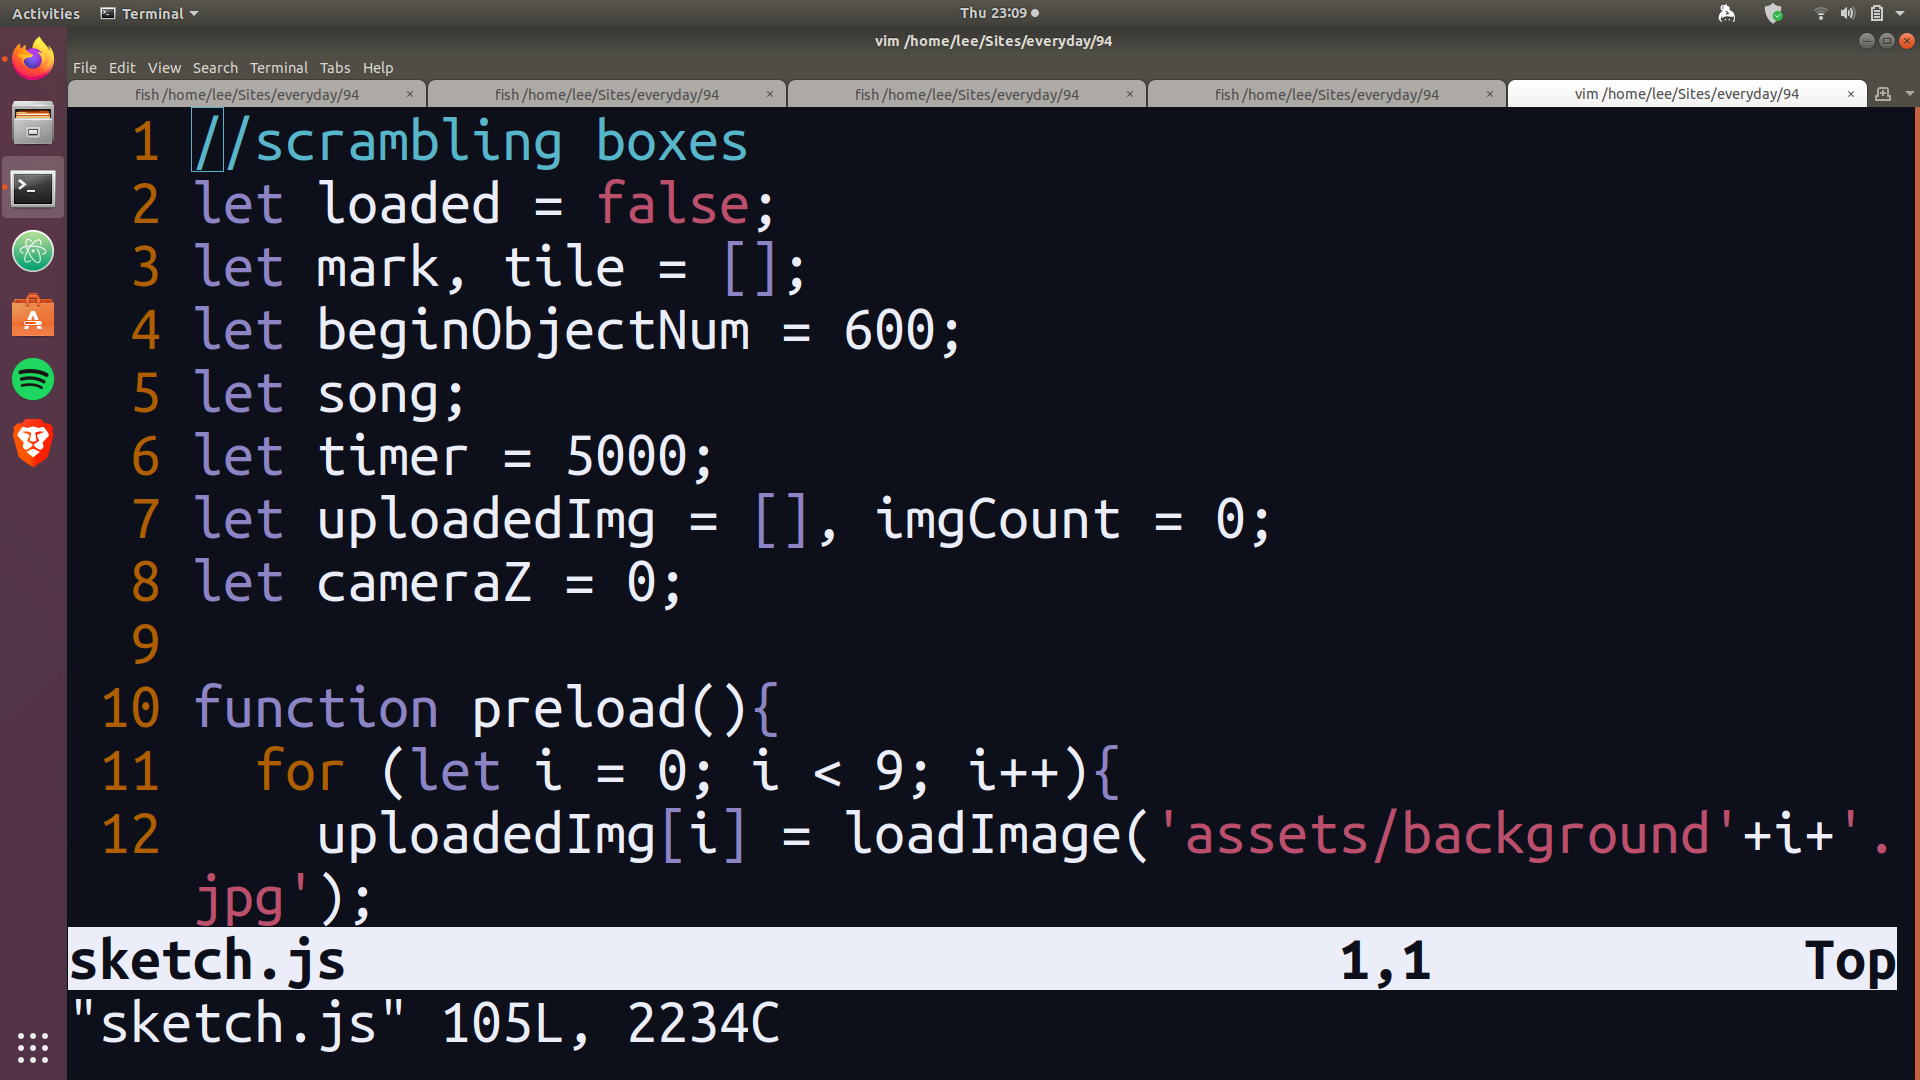 Activities Terminal Thu 23:09
vim /home/lee/Sites/everyday/94
File Edit View Search Terminal Tabs Help
fish /home/lee/Sites/everyday/94 × fish /home/lee/Sites/everyday/94 × fish /home/lee/Sites/everyday/94 × fish /home/lee/Sites/everyday/94 × vim /home/lee/Sites/everyday/94 ×
1 //scrambling boxes
2 let loaded = false;
3 let mark, tile = [];
4 let beginObjectNum = 600;
5 let song;
6 let timer = 5000;
7 let uploadedImg = [], imgCount = 0;
8 let cameraZ = 0;
9
10 function preload(){
11   for (let i = 0; i < 9; i++){
12     uploadedImg[i] = loadImage('assets/background'+i+'.
jpg');
sketch.js 1,1 Top
"sketch.js" 105L, 2234C